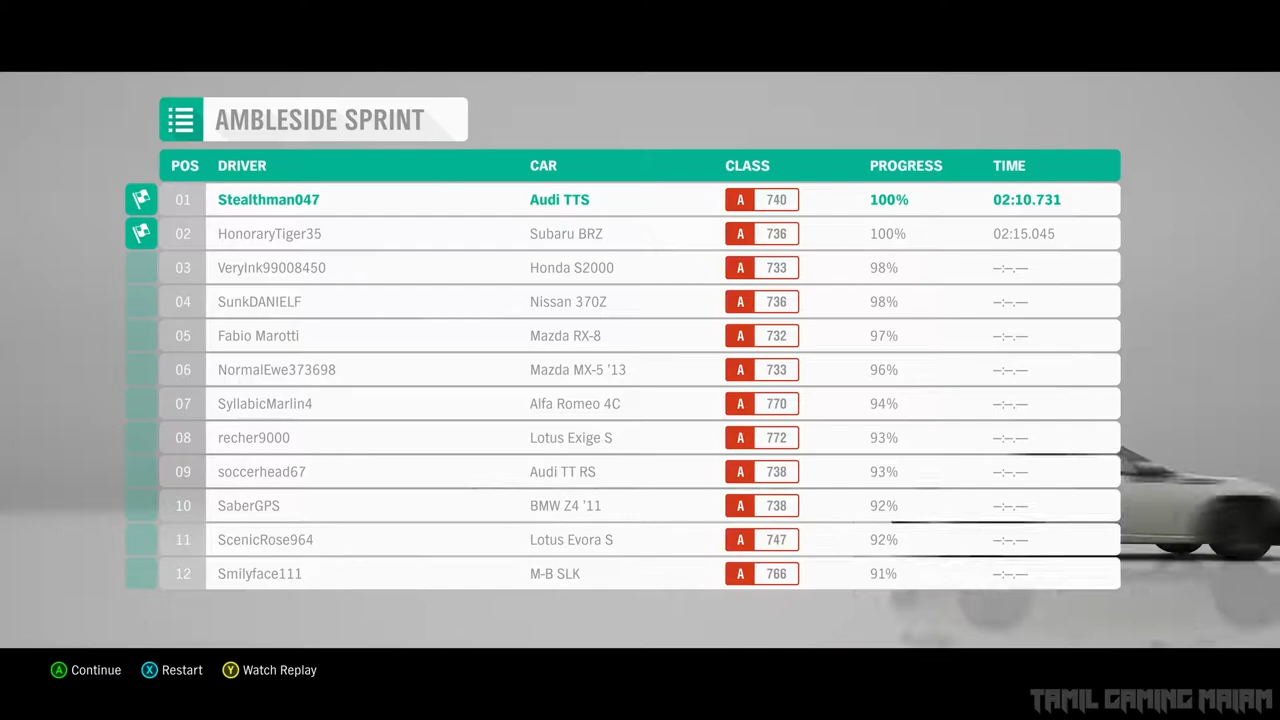 AMBLESIDE SPRINT
POS DRIVER CAR CLASS PROGRESS TIME
01 Stealthman047 Audi TTS A 740 100% 02:10.731
02 HonoraryTiger35 Subaru BRZ A 736 100% 02:15.045
03 VeryInk99008450 Honda S2000 A 733 98% –:–.––
04 SunkDANIELF Nissan 370Z A 736 98% –:–.––
05 Fabio Marotti Mazda RX-8 A 732 97% –:–.––
06 NormalEwe373698 Mazda MX-5 '13 A 733 96% –:–.––
07 SyllabicMarlin4 Alfa Romeo 4C A 770 94% –:–.––
08 recher9000 Lotus Exige S A 772 93% –:–.––
09 soccerhead67 Audi TT RS A 738 93% –:–.––
10 SaberGPS BMW Z4 '11 A 738 92% –:–.––
11 ScenicRose964 Lotus Evora S A 747 92% –:–.––
12 Smilyface111 M-B SLK A 766 91% –:–.––
A Continue X Restart Y Watch Replay
TAMIL GAMING MAIAM